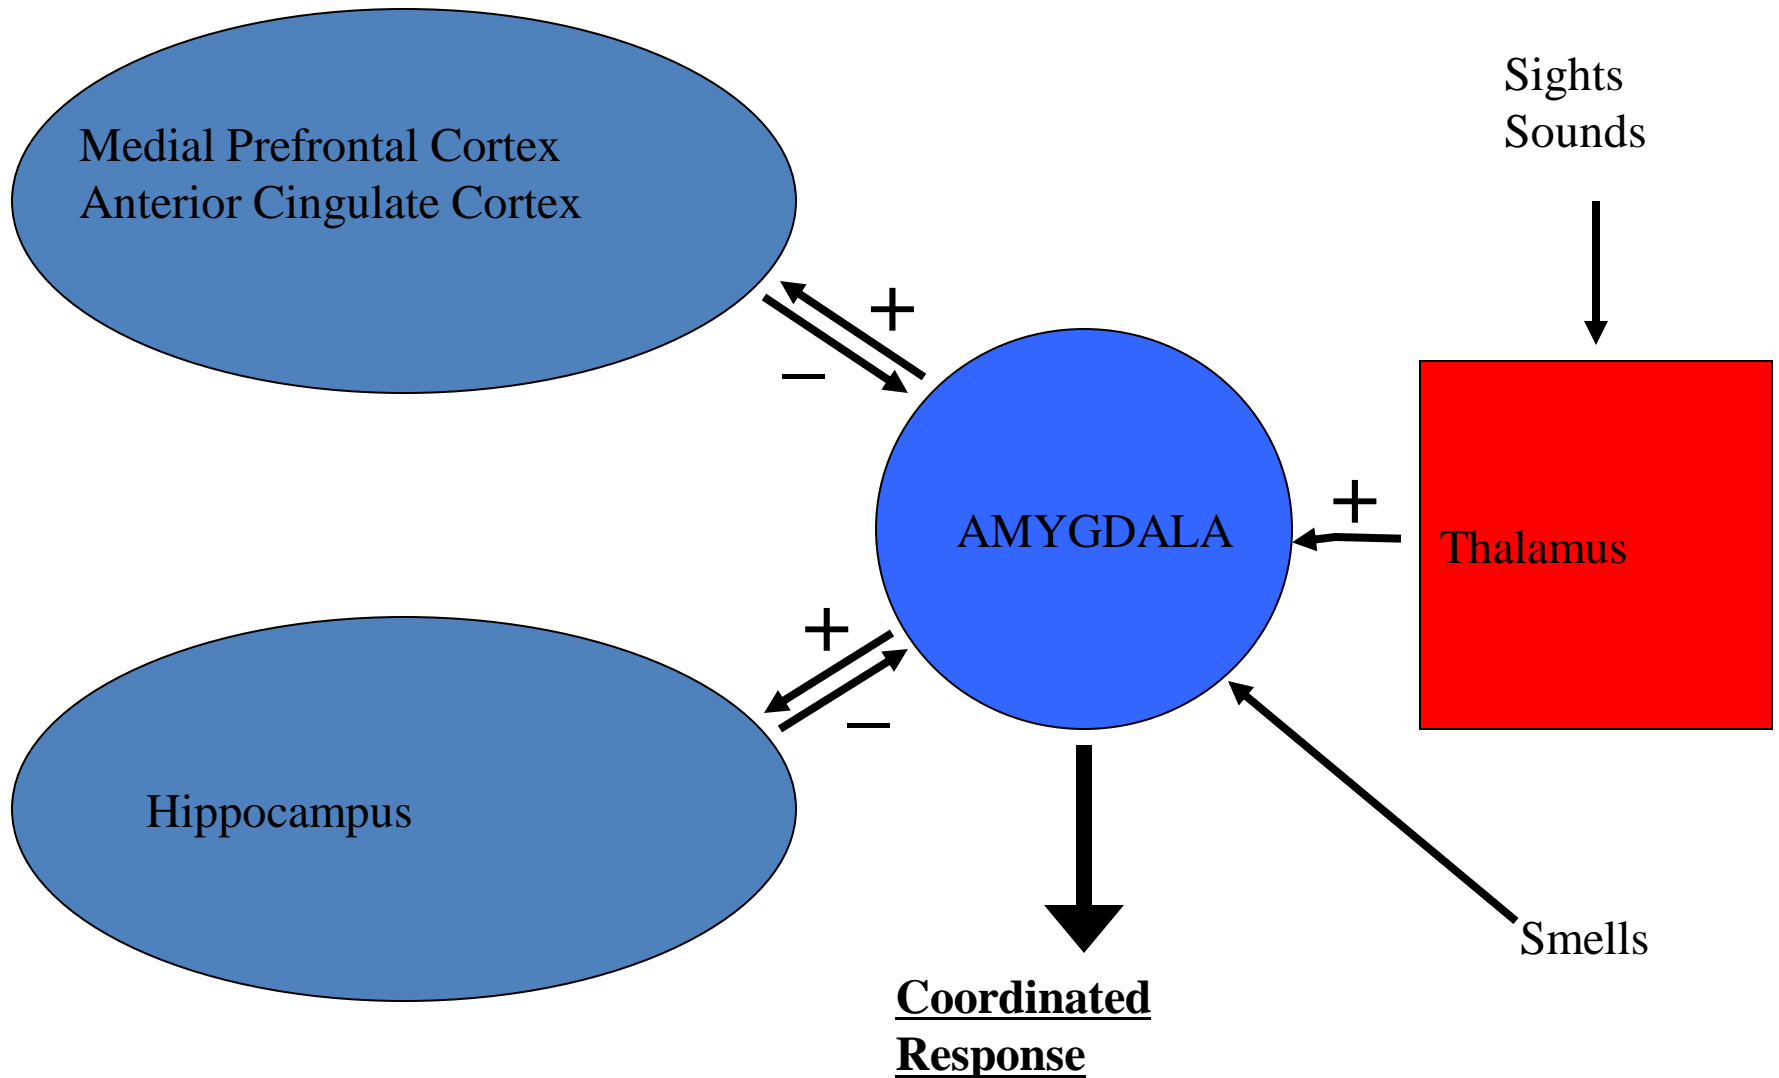 Medial Prefrontal Cortex
Anterior Cingulate Cortex
Sights
Sounds
+
–
AMYGDALA
+
Thalamus
+
–
Hippocampus
Smells
Coordinated
Response